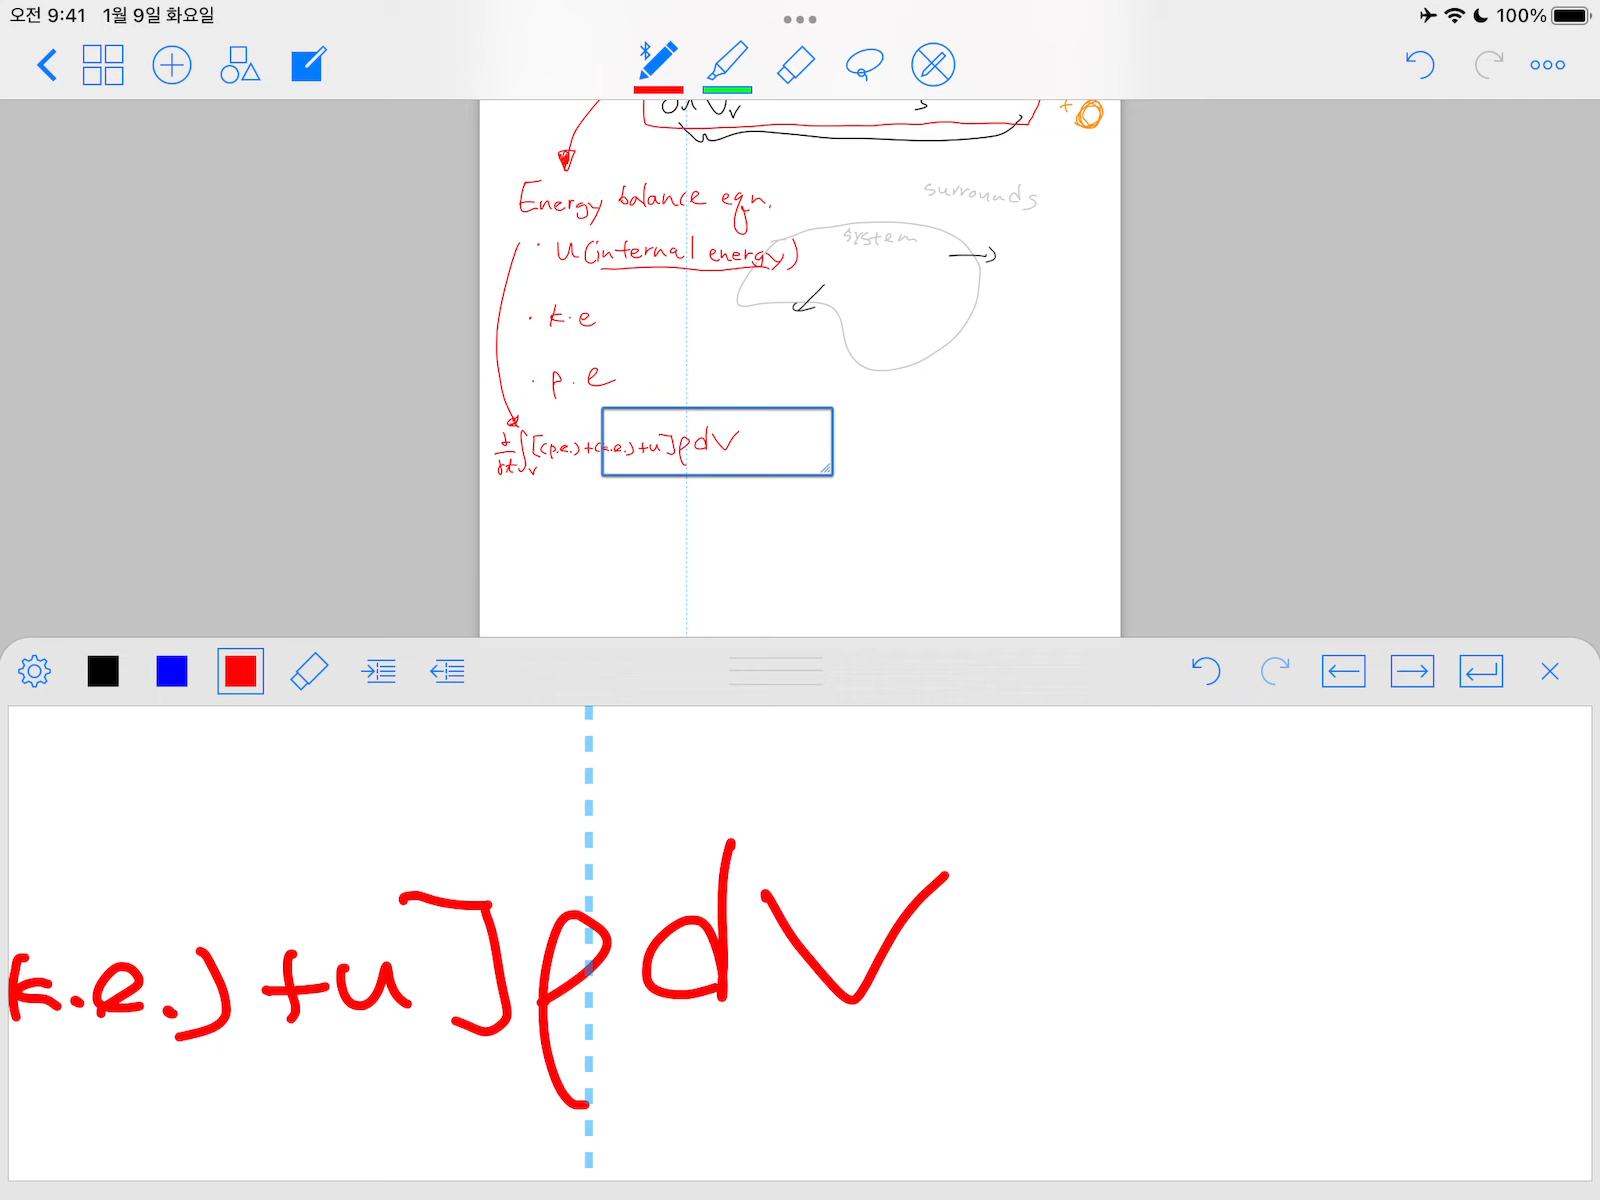 오전 9:41 1월 9일 화요일
100%
+
surrounds
Energy balance eqn.
system
· U(internal energy)
· k.e
· p.e
d/dt ∫v [(p.e.)+(k.e.)+u]ρdV
k.e.)+u]ρdV